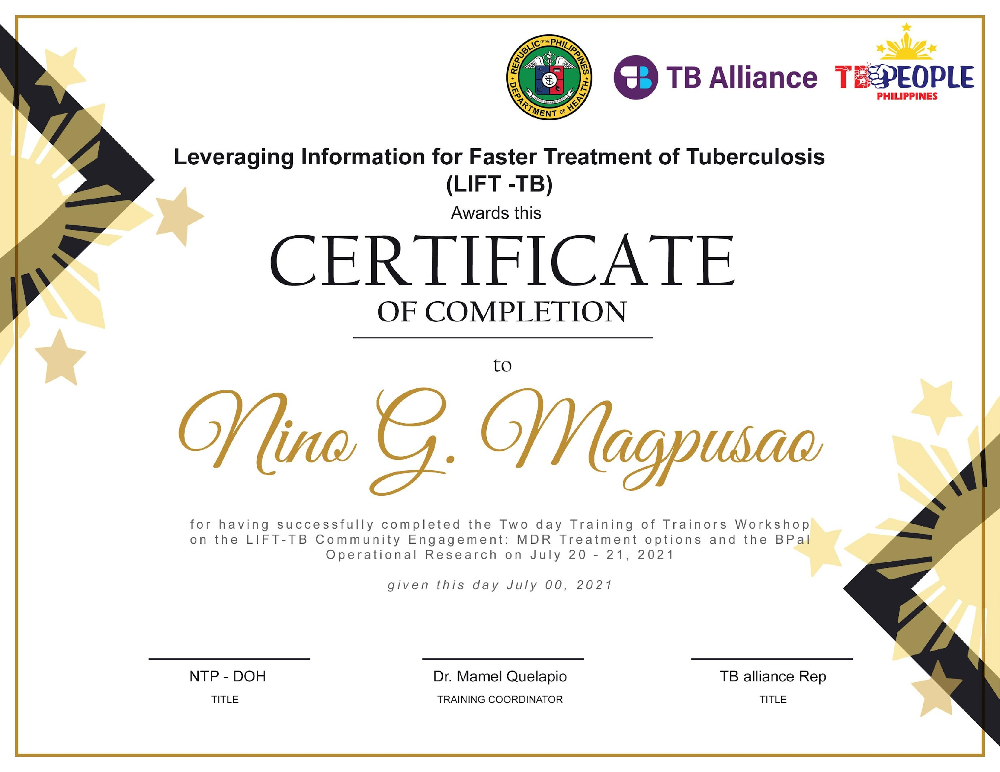 REPUBLIC OF THE PHILIPPINES
DEPARTMENT OF HEALTH
TB Alliance
TBPEOPLE
PHILIPPINES
Leveraging Information for Faster Treatment of Tuberculosis
(LIFT -TB)
Awards this
CERTIFICATE
OF COMPLETION
to
Nino G. Magpusao
for having successfully completed the Two day Training of Trainors Workshop
on the LIFT-TB Community Engagement: MDR Treatment options and the BPal
Operational Research on July 20 - 21, 2021
given this day July 00, 2021
NTP - DOH
TITLE
Dr. Mamel Quelapio
TRAINING COORDINATOR
TB alliance Rep
TITLE